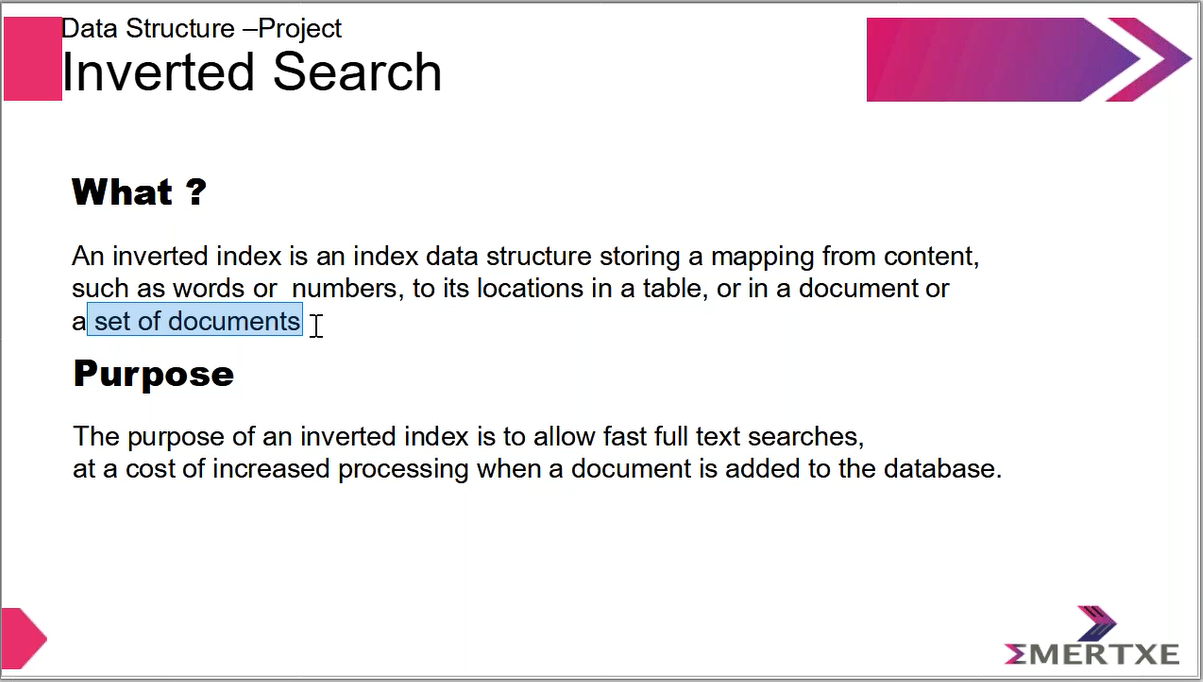 Data Structure –Project
Inverted Search
What ?
An inverted index is an index data structure storing a mapping from content,
such as words or  numbers, to its locations in a table, or in a document or
a set of documents
Purpose
The purpose of an inverted index is to allow fast full text searches,
at a cost of increased processing when a document is added to the database.
ΣMERTXE